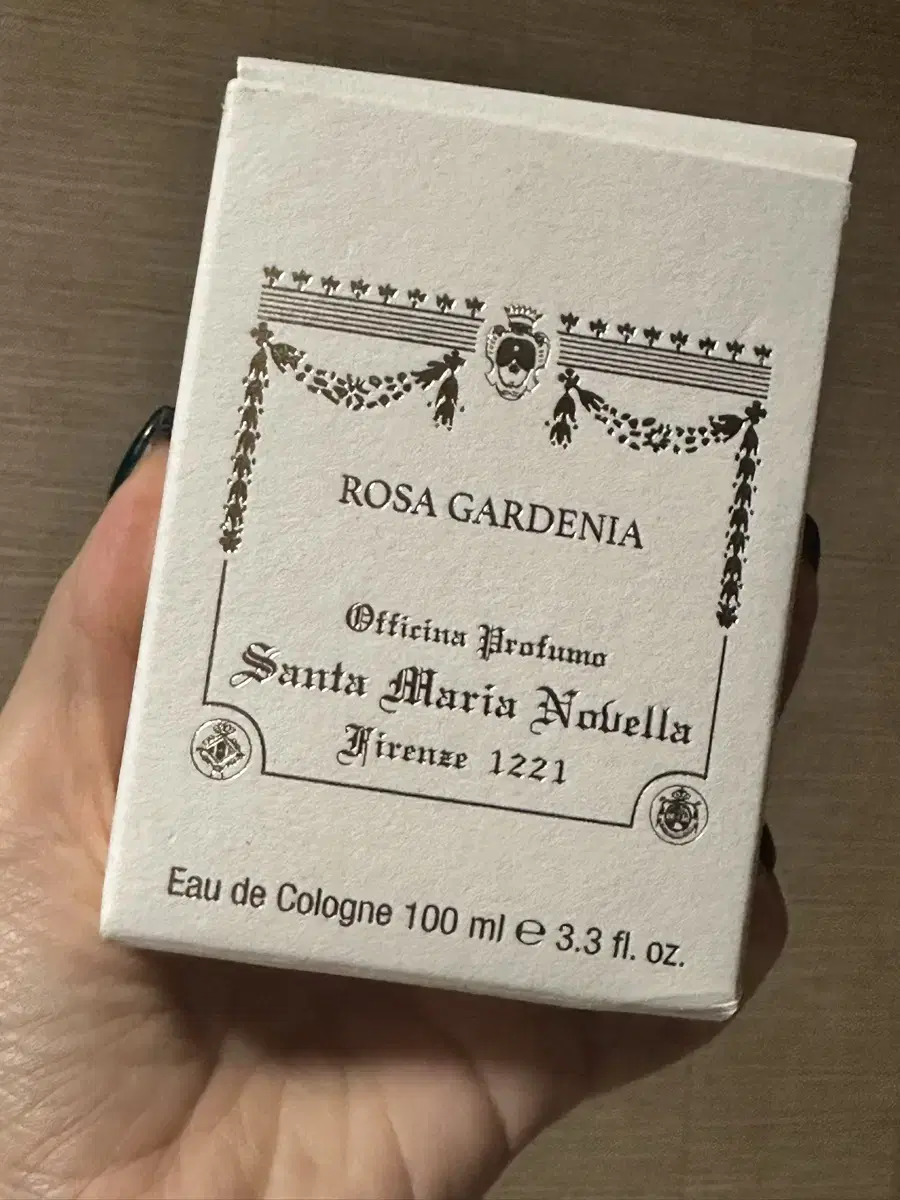 ROSA GARDENIA
Officina Profumo
Santa Maria Novella
Firenze 1221
Eau de Cologne 100 ml ℮ 3.3 fl. oz.